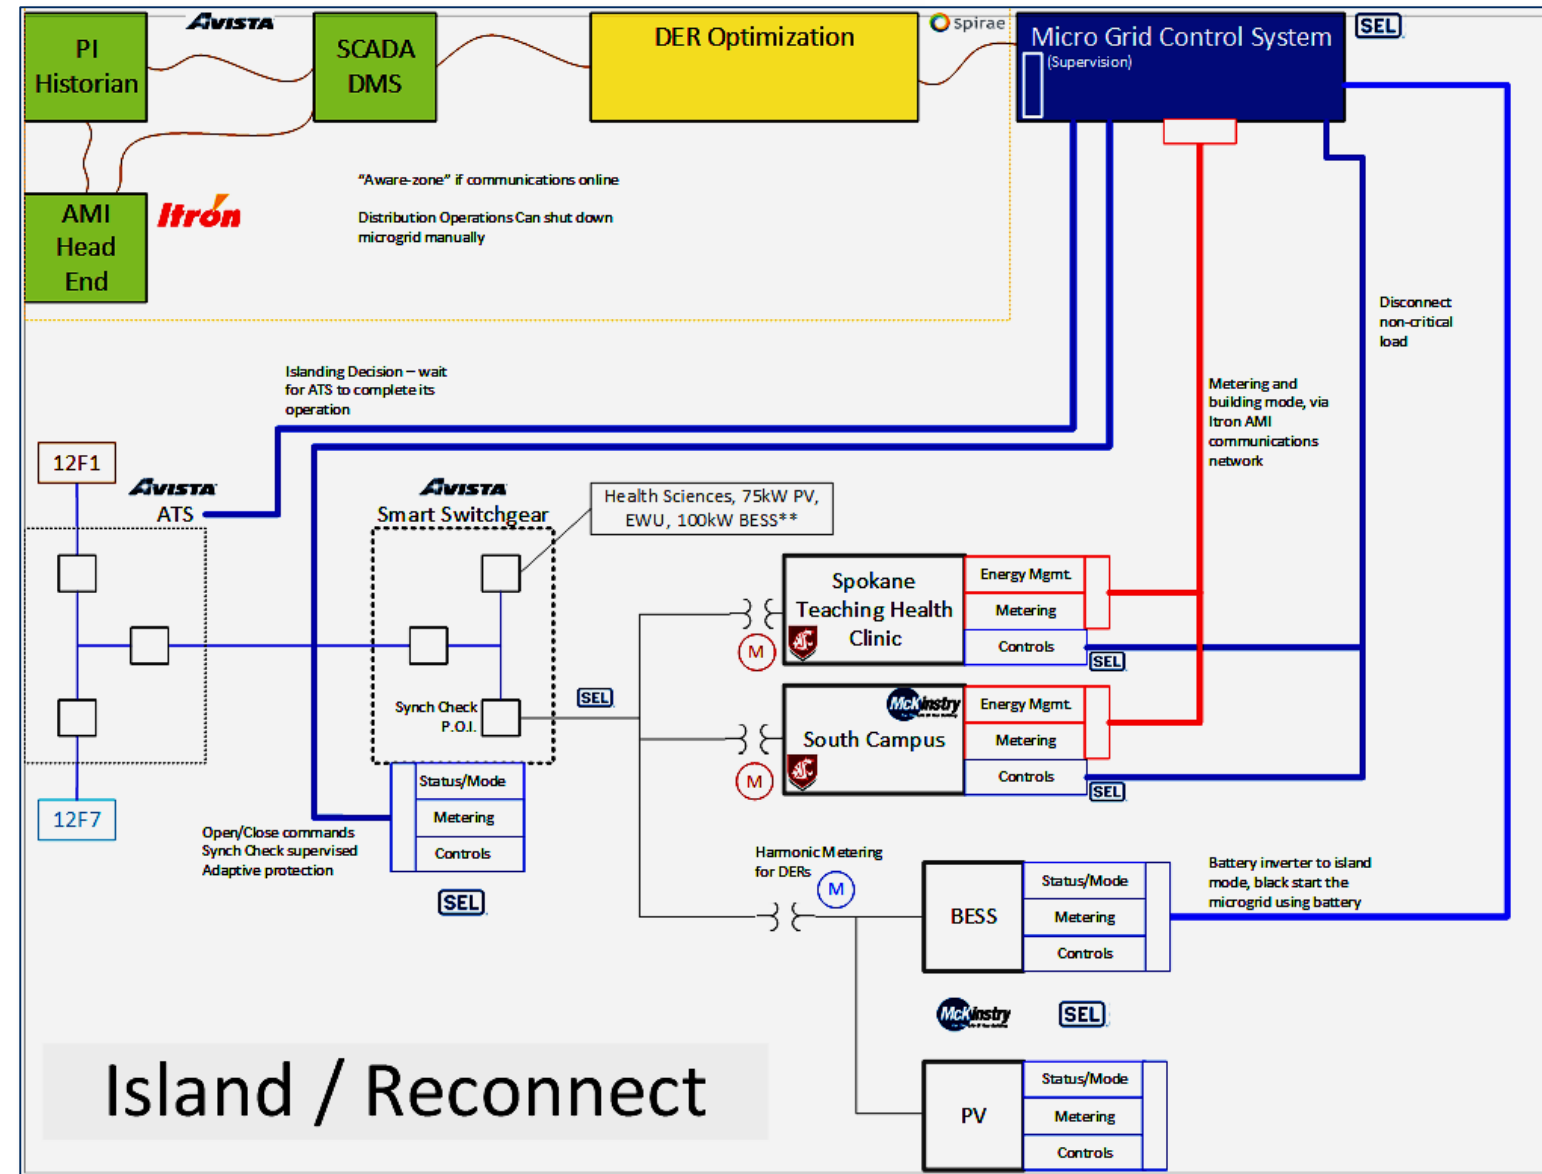 AVISTA
spirae
SEL
PI
Historian
SCADA
DMS
DER Optimization
Micro Grid Control System
(Supervision)
AMI
Head
End
Itrón
“Aware-zone” if communications online
Distribution Operations Can shut down
microgrid manually
Disconnect
non-critical
load
Islanding Decision – wait
for ATS to complete its
operation
Metering and
building mode, via
Itron AMI
communications
network
12F1
AVISTA
ATS
AVISTA
Smart Switchgear
Health Sciences, 75kW PV,
EWU, 100kW BESS**
Spokane
Teaching Health
Clinic
Energy Mgmt.
Metering
Controls
M
SEL
Synch Check
P.O.I.
SEL
McKinstry
South Campus
Energy Mgmt.
Metering
Controls
M
SEL
Status/Mode
Metering
Controls
SEL
12F7
Open/Close commands
Synch Check supervised
Adaptive protection
Harmonic Metering
for DERs
M
BESS
Status/Mode
Metering
Controls
Battery inverter to island
mode, black start the
microgrid using battery
McKinstry
SEL
PV
Status/Mode
Metering
Controls
Island / Reconnect